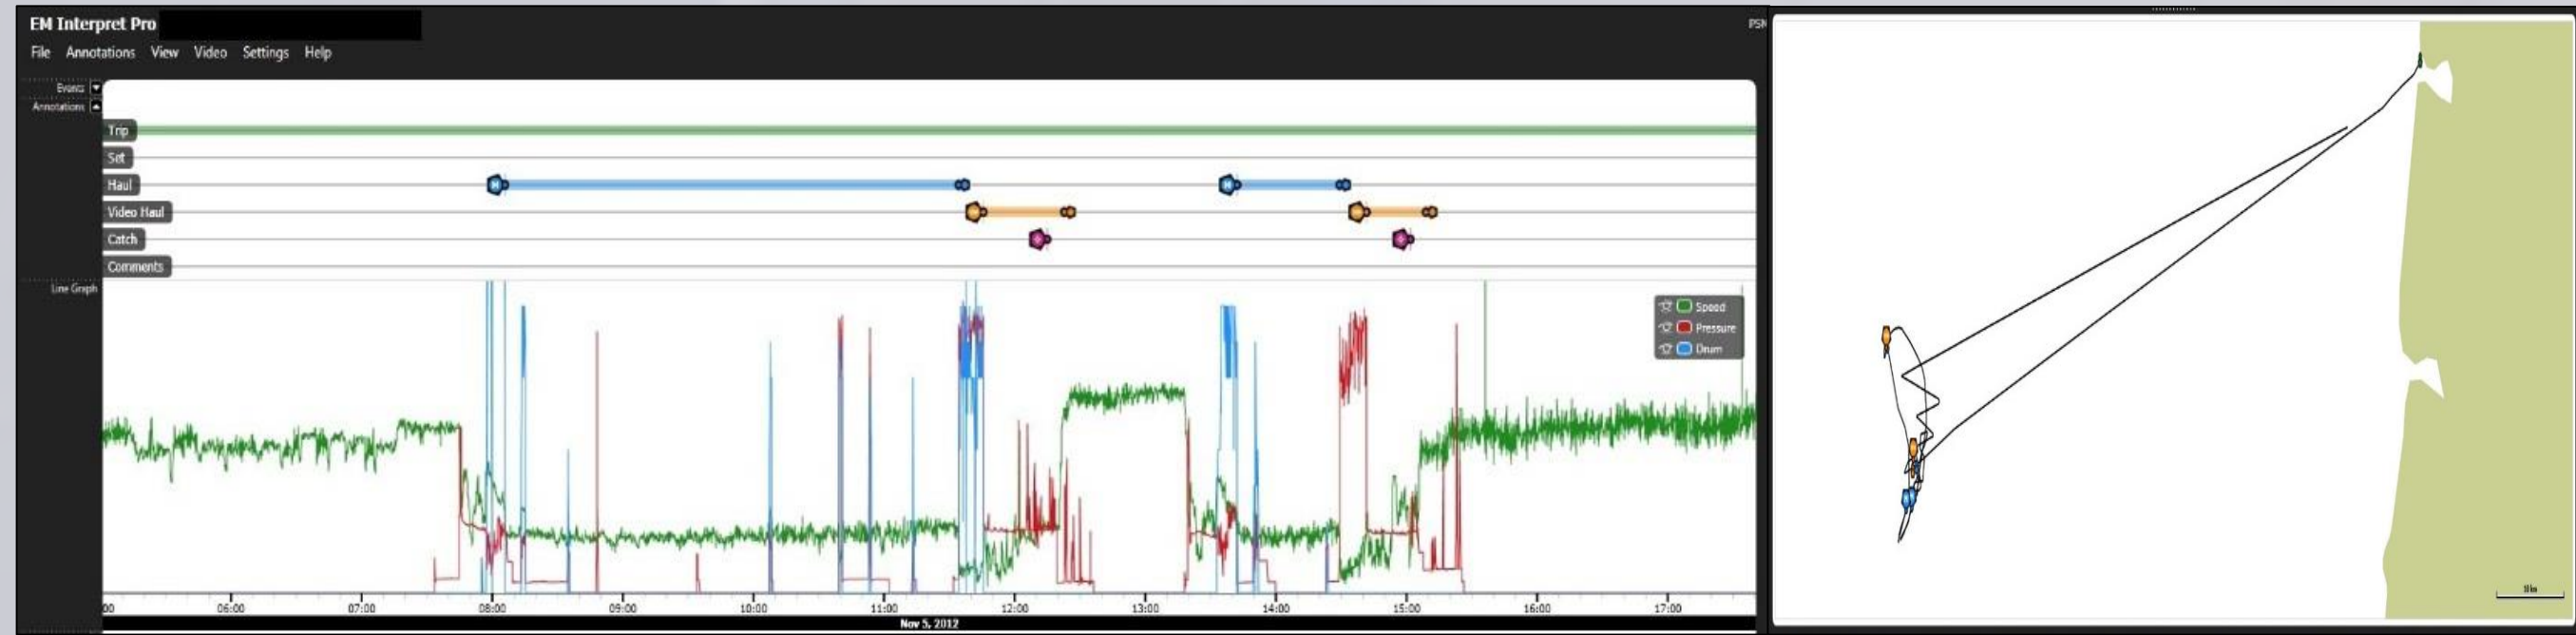 EM Interpret Pro
PSN
File Annotations View Video Settings Help
Events
Annotations
Trip
Set
Haul
Video Haul
Catch
Comments
Line Graph
Speed
Pressure
Drum
00 06:00 07:00 08:00 09:00 10:00 11:00 12:00 13:00 14:00 15:00 16:00 17:00
Nov 5, 2012